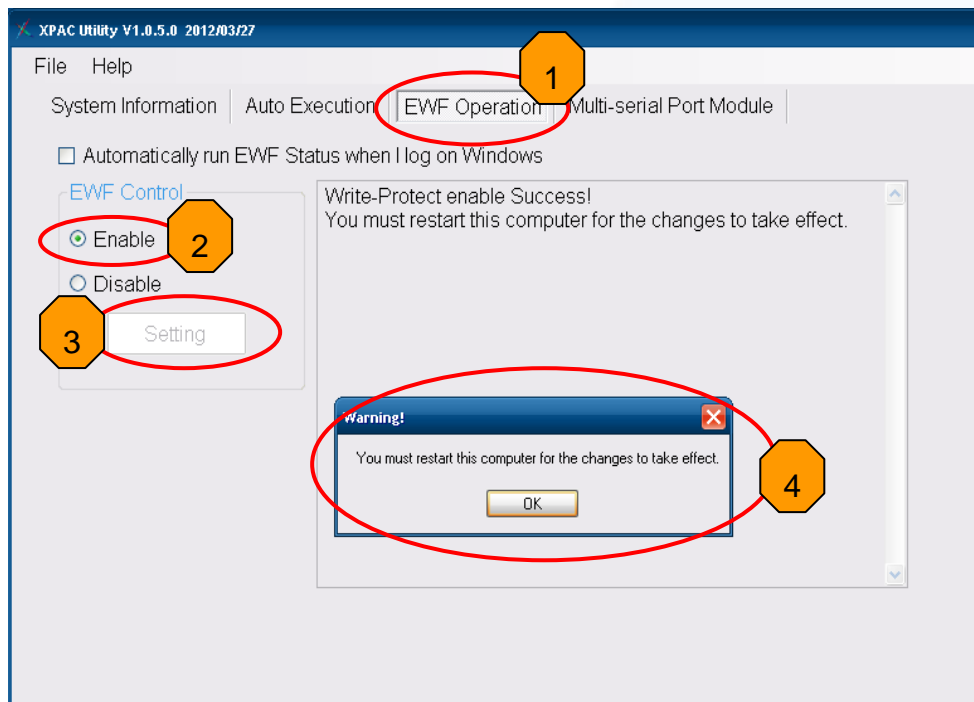 XPAC Utility V1.0.5.0 2012/03/27
File Help
1
System Information Auto Execution EWF Operation Multi-serial Port Module
Automatically run EWF Status when I log on Windows
EWF Control
Enable
2
Disable
3
Setting
Write-Protect enable Success!
You must restart this computer for the changes to take effect.
Warning!
You must restart this computer for the changes to take effect.
OK
4